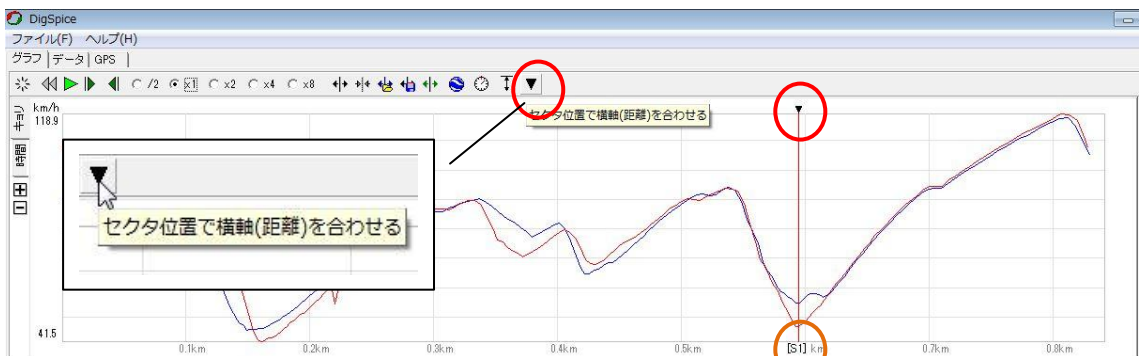 DigSpice
ファイル(F) ヘルプ(H)
グラフ データ GPS
/2 x1 x2 x4 x8
セクタ位置で横軸(距離)を合わせる
キョリ
時間
km/h
118.9
セクタ位置で横軸(距離)を合わせる
41.5
0.1km 0.2km 0.3km 0.4km 0.5km [S1] km 0.7km 0.8km